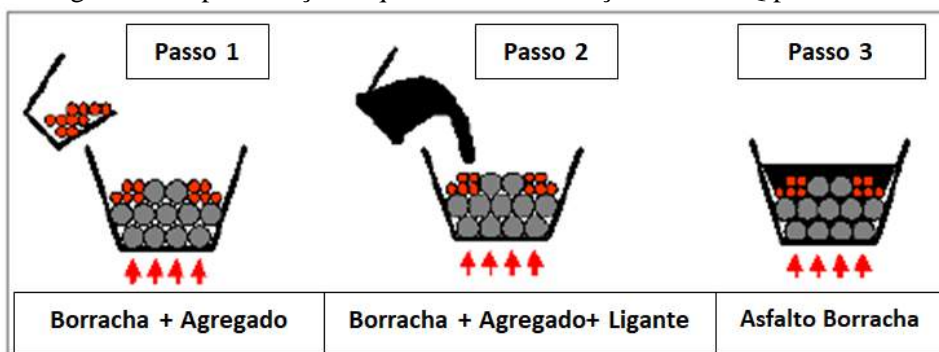 Passo 1
Passo 2
Passo 3
Borracha + Agregado
Borracha + Agregado+ Ligante
Asfalto Borracha